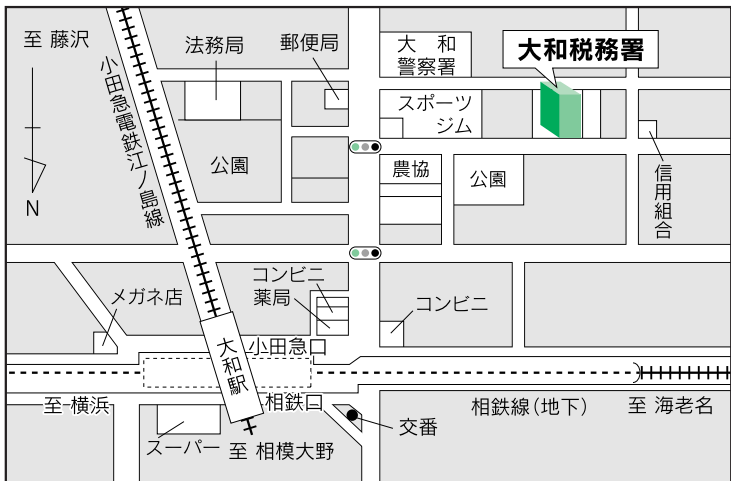 至 藤沢
法務局
郵便局
大 和
警察署
大和税務署
小田急電鉄江ノ島線
スポーツ
ジム
公園
農協
公園
信用組合
N
コンビニ
薬局
メガネ店
コンビニ
小田急口
大和駅
至 横浜
相鉄口
相鉄線(地下)
至 海老名
交番
スーパー
至 相模大野